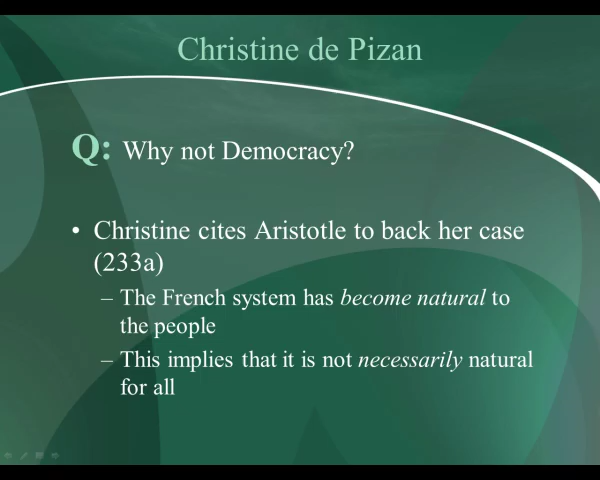 Christine de Pizan
Q: Why not Democracy?
• Christine cites Aristotle to back her case
(233a)
– The French system has become natural to
the people
– This implies that it is not necessarily natural
for all